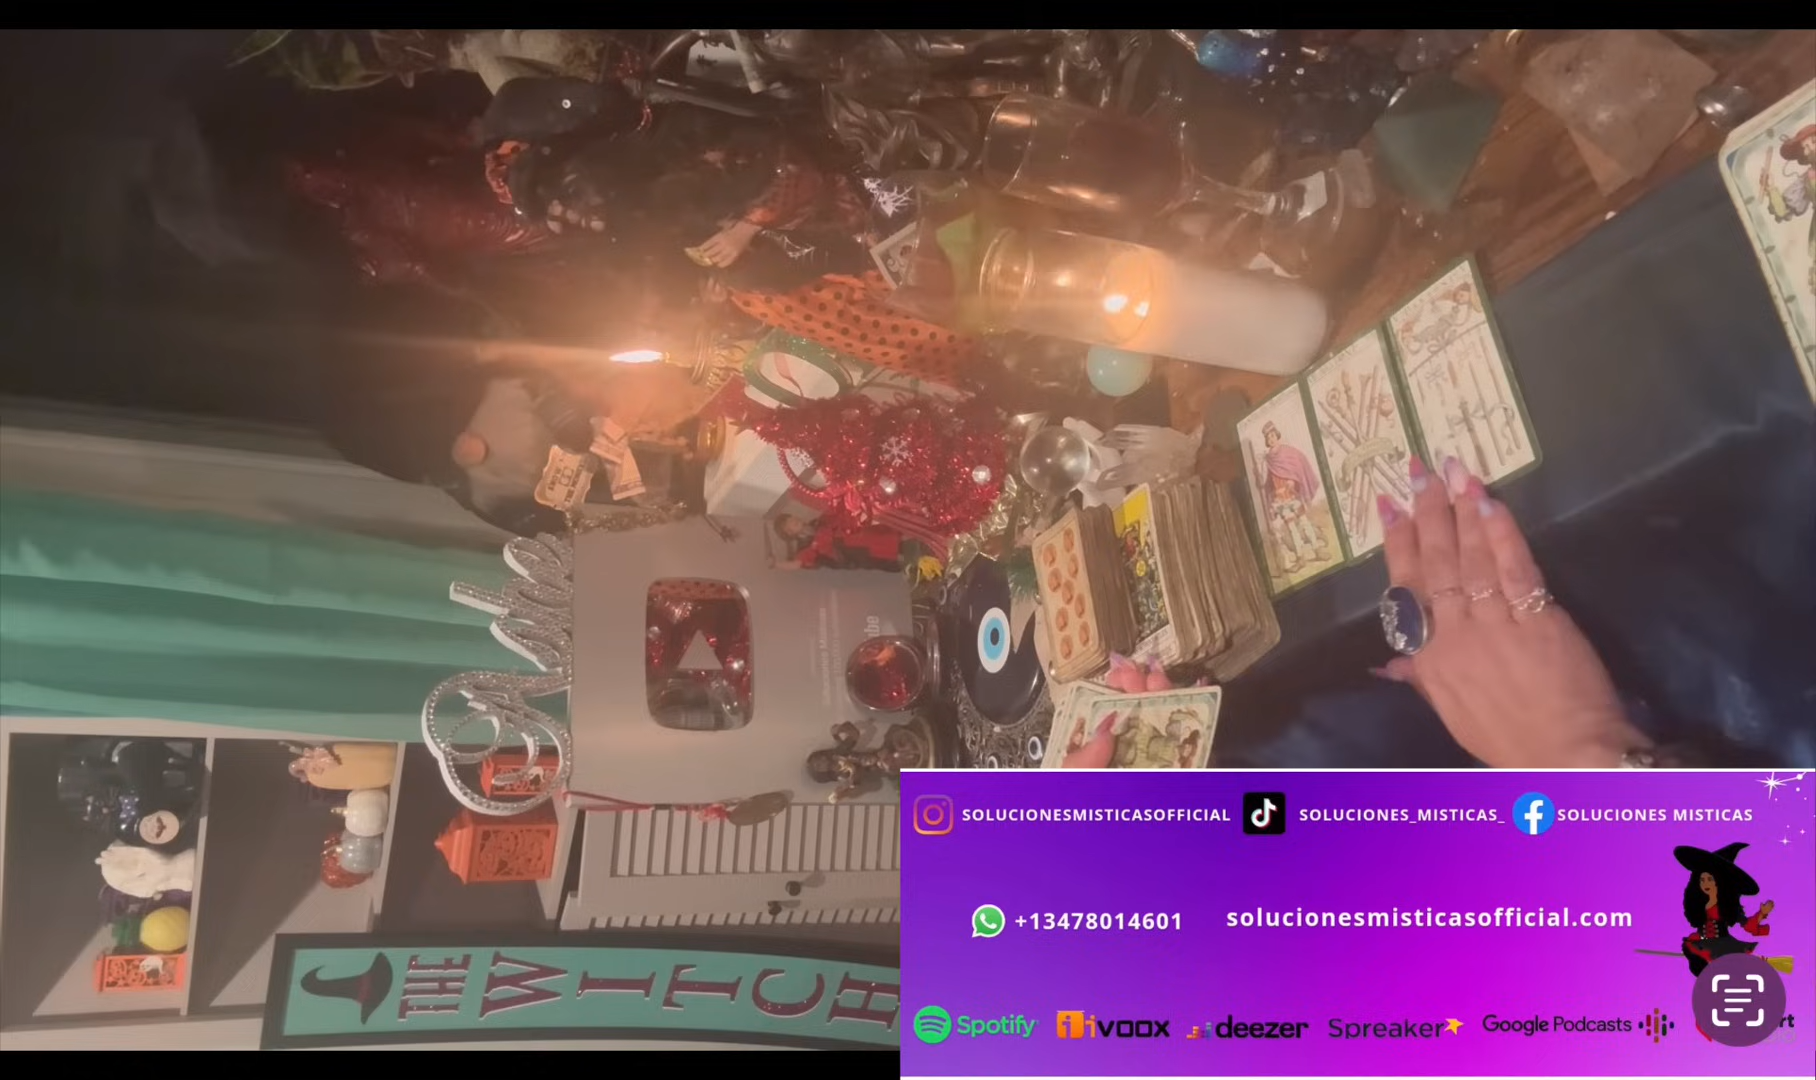 THE WITCH
SOLUCIONESMISTICASOFFICIAL
SOLUCIONES_MISTICAS_
SOLUCIONES MISTICAS
+13478014601
solucionesmisticasofficial.com
Spotify
iVOOX
deezer
Spreaker
Google Podcasts